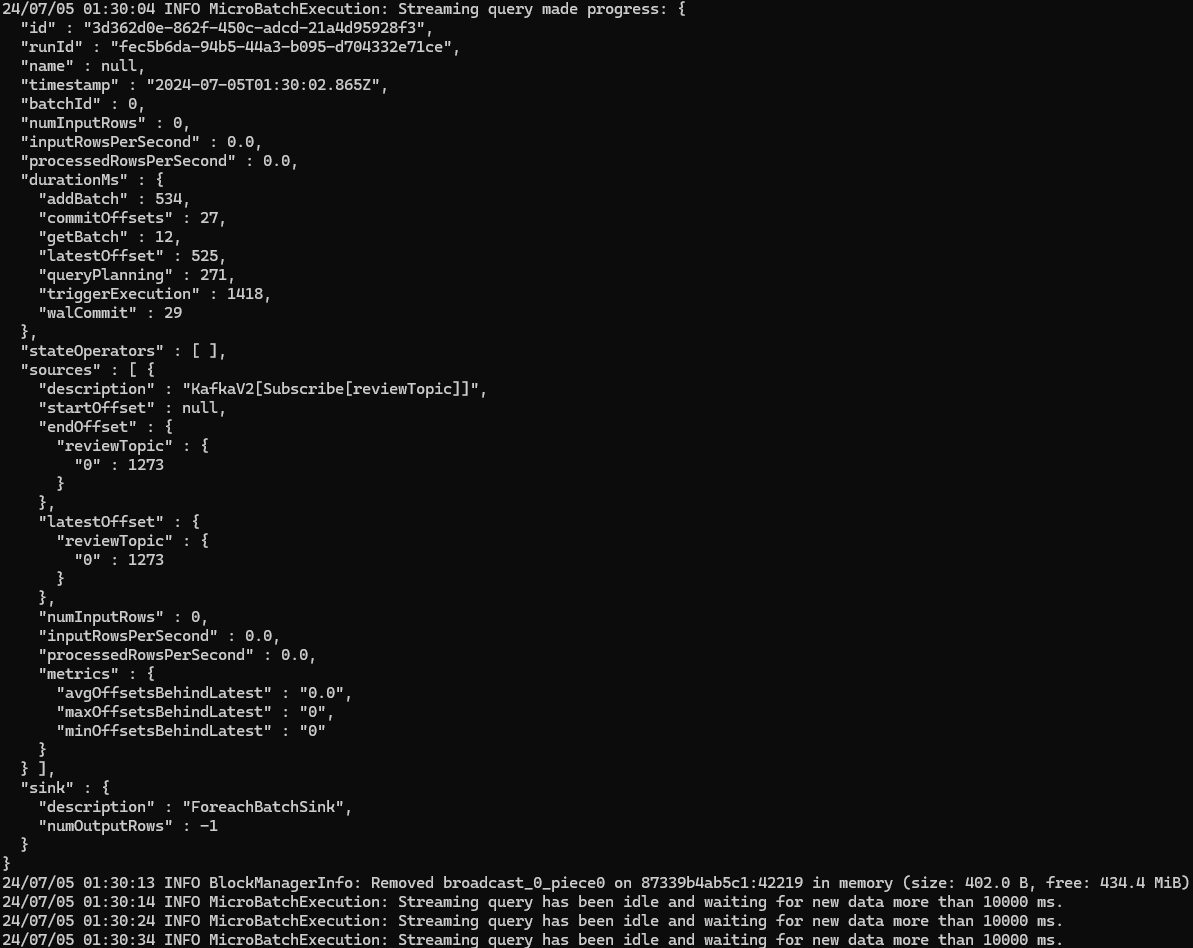 24/07/05 01:30:04 INFO MicroBatchExecution: Streaming query made progress: {
  "id" : "3d362d0e-862f-450c-adcd-21a4d95928f3",
  "runId" : "fec5b6da-94b5-44a3-b095-d704332e71ce",
  "name" : null,
  "timestamp" : "2024-07-05T01:30:02.865Z",
  "batchId" : 0,
  "numInputRows" : 0,
  "inputRowsPerSecond" : 0.0,
  "processedRowsPerSecond" : 0.0,
  "durationMs" : {
    "addBatch" : 534,
    "commitOffsets" : 27,
    "getBatch" : 12,
    "latestOffset" : 525,
    "queryPlanning" : 271,
    "triggerExecution" : 1418,
    "walCommit" : 29
  },
  "stateOperators" : [ ],
  "sources" : [ {
    "description" : "KafkaV2[Subscribe[reviewTopic]]",
    "startOffset" : null,
    "endOffset" : {
      "reviewTopic" : {
        "0" : 1273
      }
    },
    "latestOffset" : {
      "reviewTopic" : {
        "0" : 1273
      }
    },
    "numInputRows" : 0,
    "inputRowsPerSecond" : 0.0,
    "processedRowsPerSecond" : 0.0,
    "metrics" : {
      "avgOffsetsBehindLatest" : "0.0",
      "maxOffsetsBehindLatest" : "0",
      "minOffsetsBehindLatest" : "0"
    }
  } ],
  "sink" : {
    "description" : "ForeachBatchSink",
    "numOutputRows" : -1
  }
}
24/07/05 01:30:13 INFO BlockManagerInfo: Removed broadcast_0_piece0 on 87339b4ab5c1:42219 in memory (size: 402.0 B, free: 434.4 MiB)
24/07/05 01:30:14 INFO MicroBatchExecution: Streaming query has been idle and waiting for new data more than 10000 ms.
24/07/05 01:30:24 INFO MicroBatchExecution: Streaming query has been idle and waiting for new data more than 10000 ms.
24/07/05 01:30:34 INFO MicroBatchExecution: Streaming query has been idle and waiting for new data more than 10000 ms.